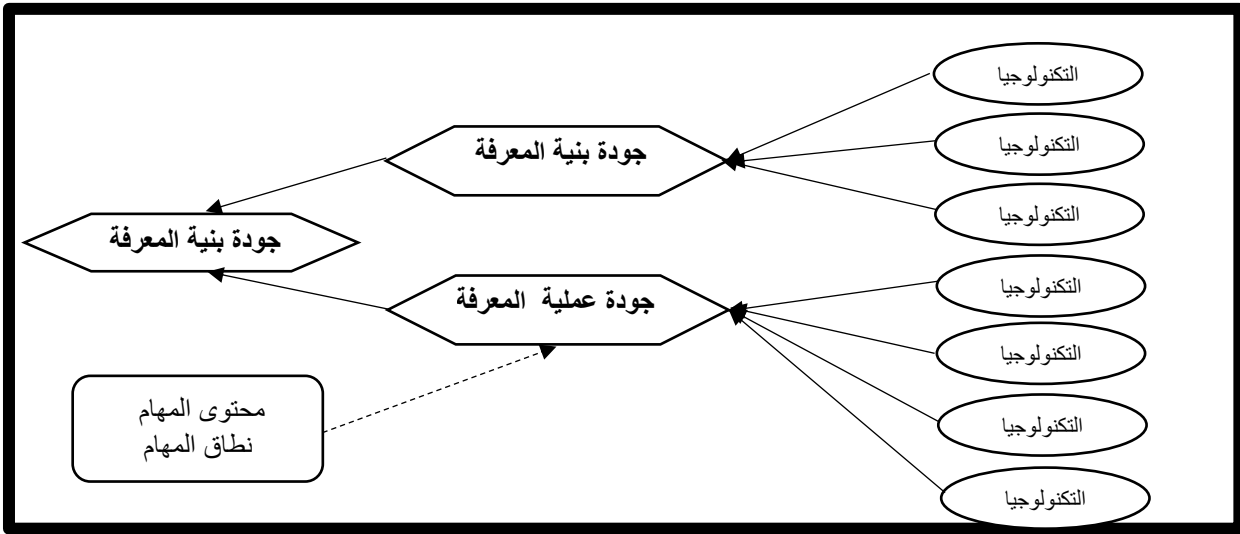 التكنولوجيا
التكنولوجيا
التكنولوجيا
التكنولوجيا
التكنولوجيا
التكنولوجيا
التكنولوجيا
جودة بنية المعرفة
جودة عملية المعرفة
جودة بنية المعرفة
محتوى المهام
نطاق المهام